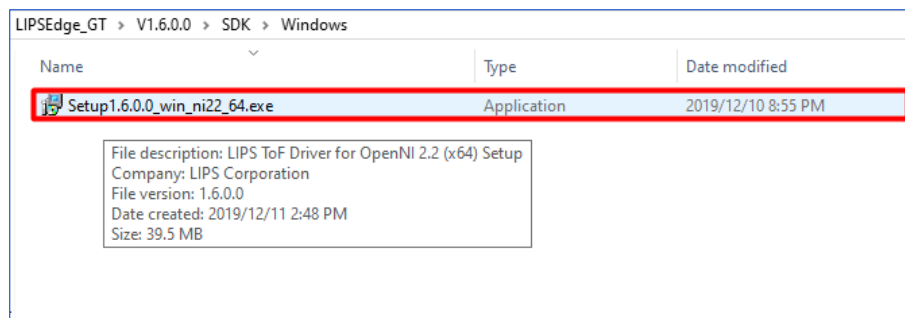 LIPSEdge_GT > V1.6.0.0 > SDK > Windows
Name Type Date modified
Setup1.6.0.0_win_ni22_64.exe Application 2019/12/10 8:55 PM
File description: LIPS ToF Driver for OpenNI 2.2 (x64) Setup
Company: LIPS Corporation
File version: 1.6.0.0
Date created: 2019/12/11 2:48 PM
Size: 39.5 MB